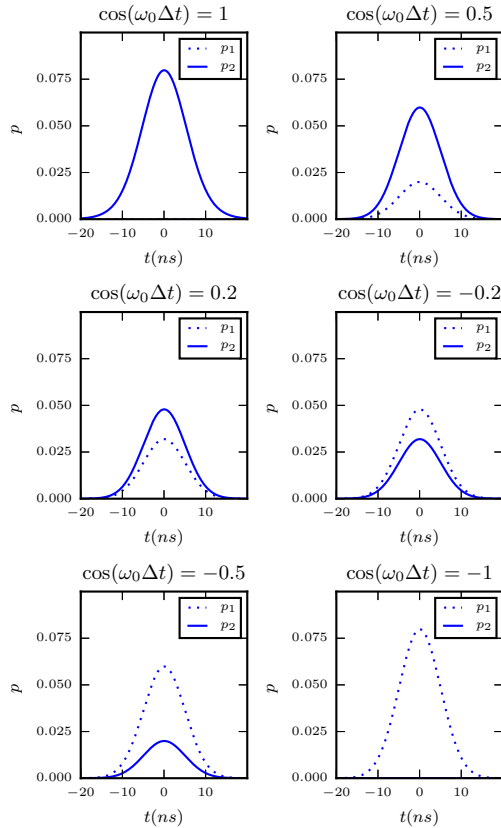 cos(ω₀Δt) = 1
p₁
p₂
0.075
0.050
0.025
0.000
p
−20 −10 0 10
t(ns)
cos(ω₀Δt) = 0.5
p₁
p₂
0.075
0.050
0.025
0.000
p
−20 −10 0 10
t(ns)
cos(ω₀Δt) = 0.2
p₁
p₂
0.075
0.050
0.025
0.000
p
−20 −10 0 10
t(ns)
cos(ω₀Δt) = −0.2
p₁
p₂
0.075
0.050
0.025
0.000
p
−20 −10 0 10
t(ns)
cos(ω₀Δt) = −0.5
p₁
p₂
0.075
0.050
0.025
0.000
p
−20 −10 0 10
t(ns)
cos(ω₀Δt) = −1
p₁
p₂
0.075
0.050
0.025
0.000
p
−20 −10 0 10
t(ns)